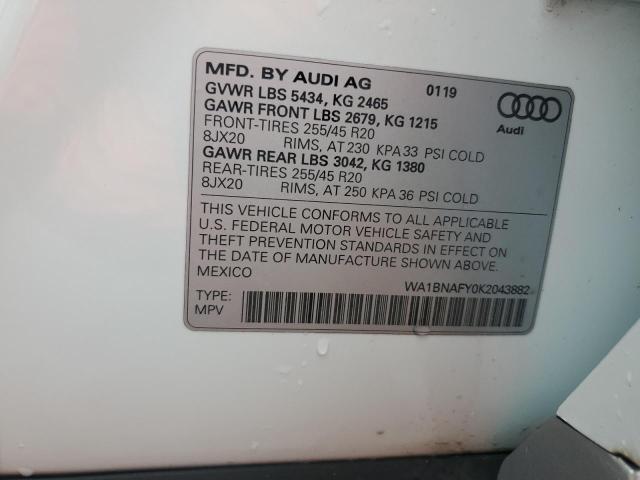 MFD. BY AUDI AG 0119
GVWR LBS 5434, KG 2465
GAWR FRONT LBS 2679, KG 1215
FRONT-TIRES 255/45 R20
8JX20 RIMS, AT 230 KPA 33 PSI COLD
GAWR REAR LBS 3042, KG 1380
REAR-TIRES 255/45 R20
8JX20 RIMS, AT 250 KPA 36 PSI COLD
Audi
THIS VEHICLE CONFORMS TO ALL APPLICABLE
U.S. FEDERAL MOTOR VEHICLE SAFETY AND
THEFT PREVENTION STANDARDS IN EFFECT ON
THE DATE OF MANUFACTURE SHOWN ABOVE.
MEXICO
WA1BNAFY0K2043882
TYPE:
MPV